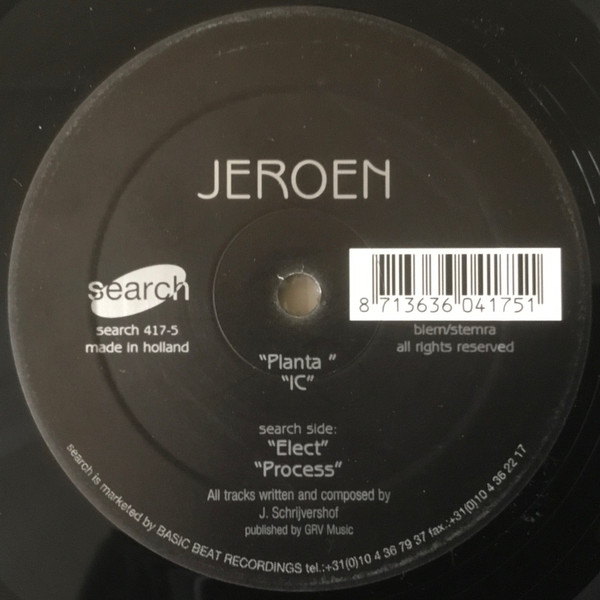 JEROEN
search
search 417-5
made in holland
8 713636 041751
biem/stemra
all rights reserved
"Planta "
"IC"
search side:
"Elect"
"Process"
All tracks written and composed by
J. Schrijvershof
published by GRV Music
search is marketed by BASIC BEAT RECORDINGS tel.:+31(0)10 4 36 79 37 fax.:+31(0)10 4 36 22 17